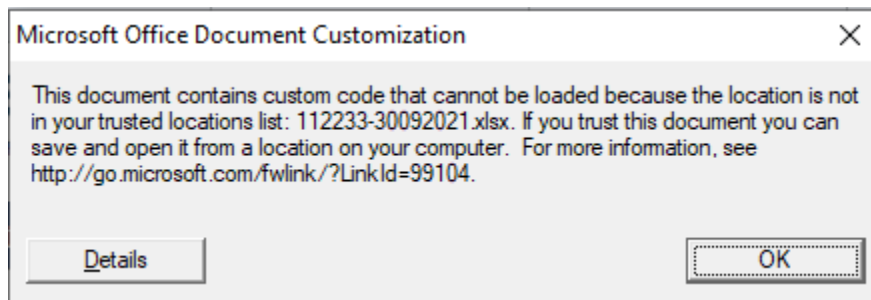 Microsoft Office Document Customization
This document contains custom code that cannot be loaded because the location is not
in your trusted locations list: 112233-30092021.xlsx. If you trust this document you can
save and open it from a location on your computer.  For more information, see
http://go.microsoft.com/fwlink/?LinkId=99104.
Details
OK